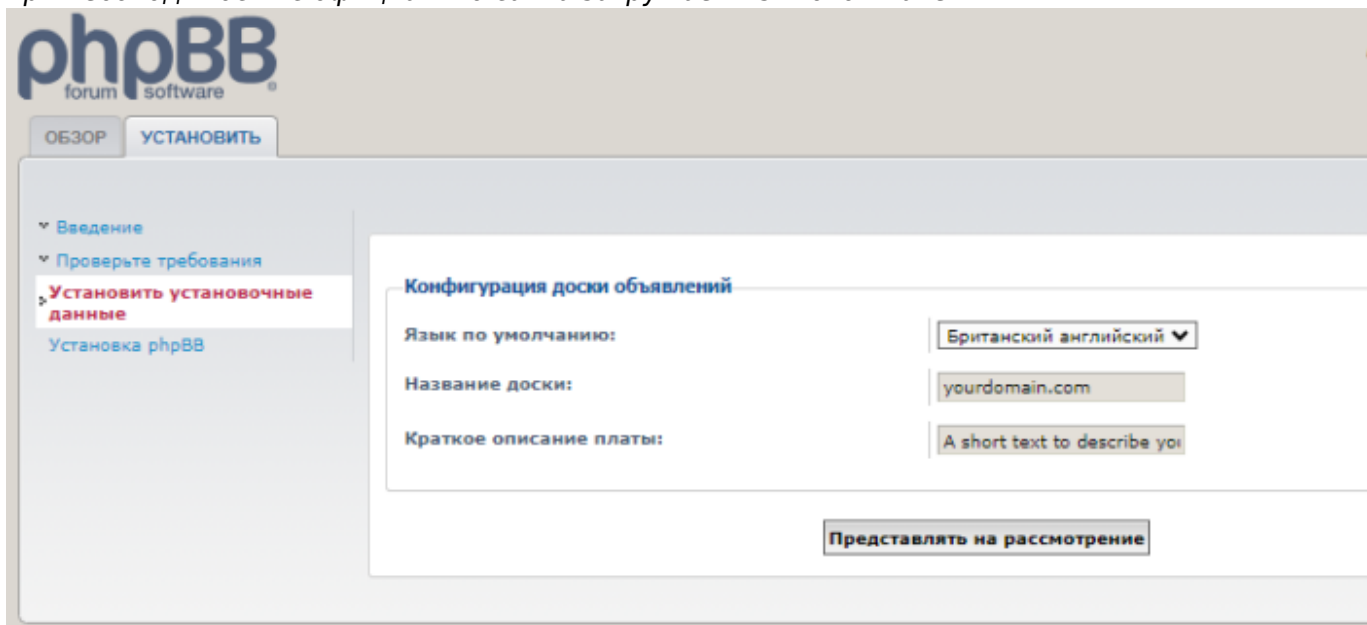 phpBB
forum software ®
ОБЗОР УСТАНОВИТЬ
Введение
Проверьте требования
Установить установочные
данные
Установка phpBB
Конфигурация доски объявлений
Язык по умолчанию:
Британский английский
Название доски:
yourdomain.com
Краткое описание платы:
A short text to describe you
Представлять на рассмотрение